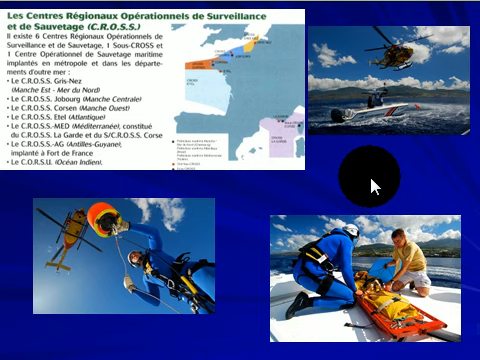 Les Centres Régionaux Opérationnels de Surveillance
et de Sauvetage (C.R.O.S.S.)
Il existe 6 Centres Régionaux Opérationnels de
Surveillance et de Sauvetage, 1 Sous-CROSS et
1 Centre Opérationnel de Sauvetage maritime
implantés en métropole et dans les départe-
ments d'outre mer :
• Le C.R.O.S.S. Gris-Nez
(Manche Est - Mer du Nord)
• Le C.R.O.S.S. Jobourg (Manche Centrale)
• Le C.R.O.S.S. Corsen (Manche Ouest)
• Le C.R.O.S.S. Etel (Atlantique)
• Le C.R.O.S.S.-MED (Méditerranée), constitué
du C.R.O.S.S. La Garde et du S/C.R.O.S.S. Corse
• Le C.R.O.S.S.-AG (Antilles-Guyane),
implanté à Fort de France
• Le C.O.R.S.U. (Océan Indien).